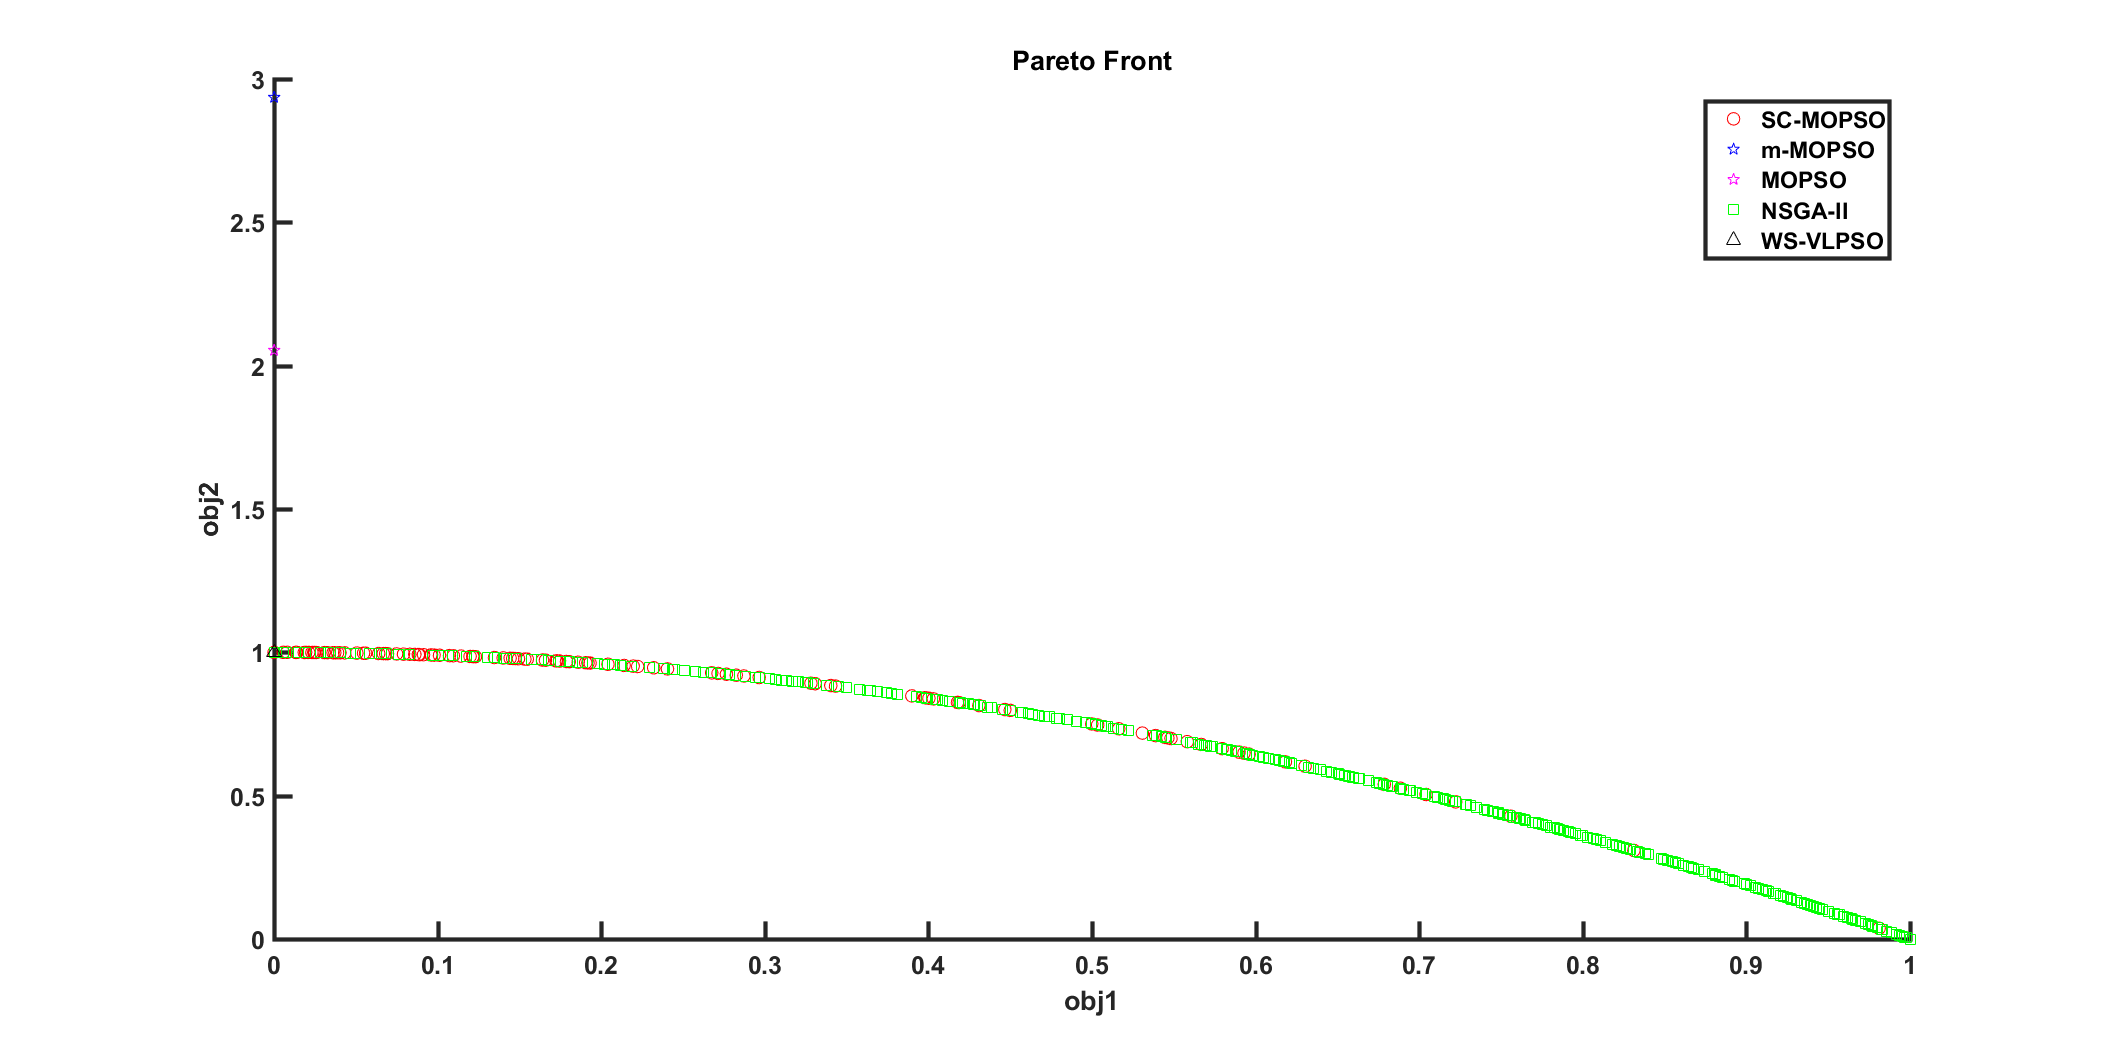 Pareto Front
3
2.5
2
1.5
1
0.5
0
obj2
SC-MOPSO
m-MOPSO
MOPSO
NSGA-II
WS-VLPSO
0 0.1 0.2 0.3 0.4 0.5 0.6 0.7 0.8 0.9 1
obj1